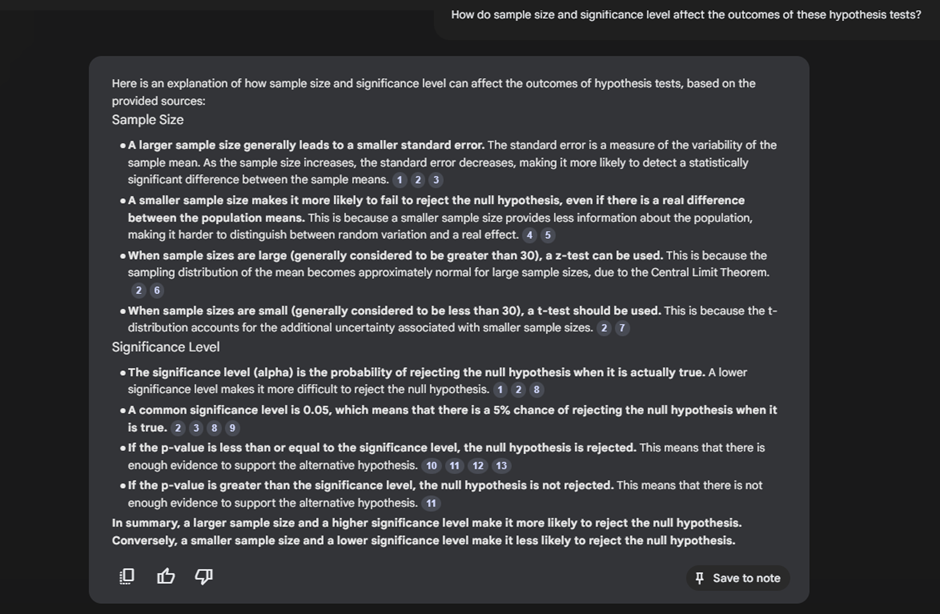 How do sample size and significance level affect the outcomes of these hypothesis tests?
Here is an explanation of how sample size and significance level can affect the outcomes of hypothesis tests, based on the
provided sources:
Sample Size
• A larger sample size generally leads to a smaller standard error. The standard error is a measure of the variability of the
sample mean. As the sample size increases, the standard error decreases, making it more likely to detect a statistically
significant difference between the sample means. 1 2 3
• A smaller sample size makes it more likely to fail to reject the null hypothesis, even if there is a real difference
between the population means. This is because a smaller sample size provides less information about the population,
making it harder to distinguish between random variation and a real effect. 4 5
• When sample sizes are large (generally considered to be greater than 30), a z-test can be used. This is because the
sampling distribution of the mean becomes approximately normal for large sample sizes, due to the Central Limit Theorem.
2 6
• When sample sizes are small (generally considered to be less than 30), a t-test should be used. This is because the t-
distribution accounts for the additional uncertainty associated with smaller sample sizes. 2 7
Significance Level
• The significance level (alpha) is the probability of rejecting the null hypothesis when it is actually true. A lower
significance level makes it more difficult to reject the null hypothesis. 1 2 8
• A common significance level is 0.05, which means that there is a 5% chance of rejecting the null hypothesis when it
is true. 2 3 8 9
• If the p-value is less than or equal to the significance level, the null hypothesis is rejected. This means that there is
enough evidence to support the alternative hypothesis. 10 11 12 13
• If the p-value is greater than the significance level, the null hypothesis is not rejected. This means that there is not
enough evidence to support the alternative hypothesis. 11
In summary, a larger sample size and a higher significance level make it more likely to reject the null hypothesis.
Conversely, a smaller sample size and a lower significance level make it less likely to reject the null hypothesis.
Save to note